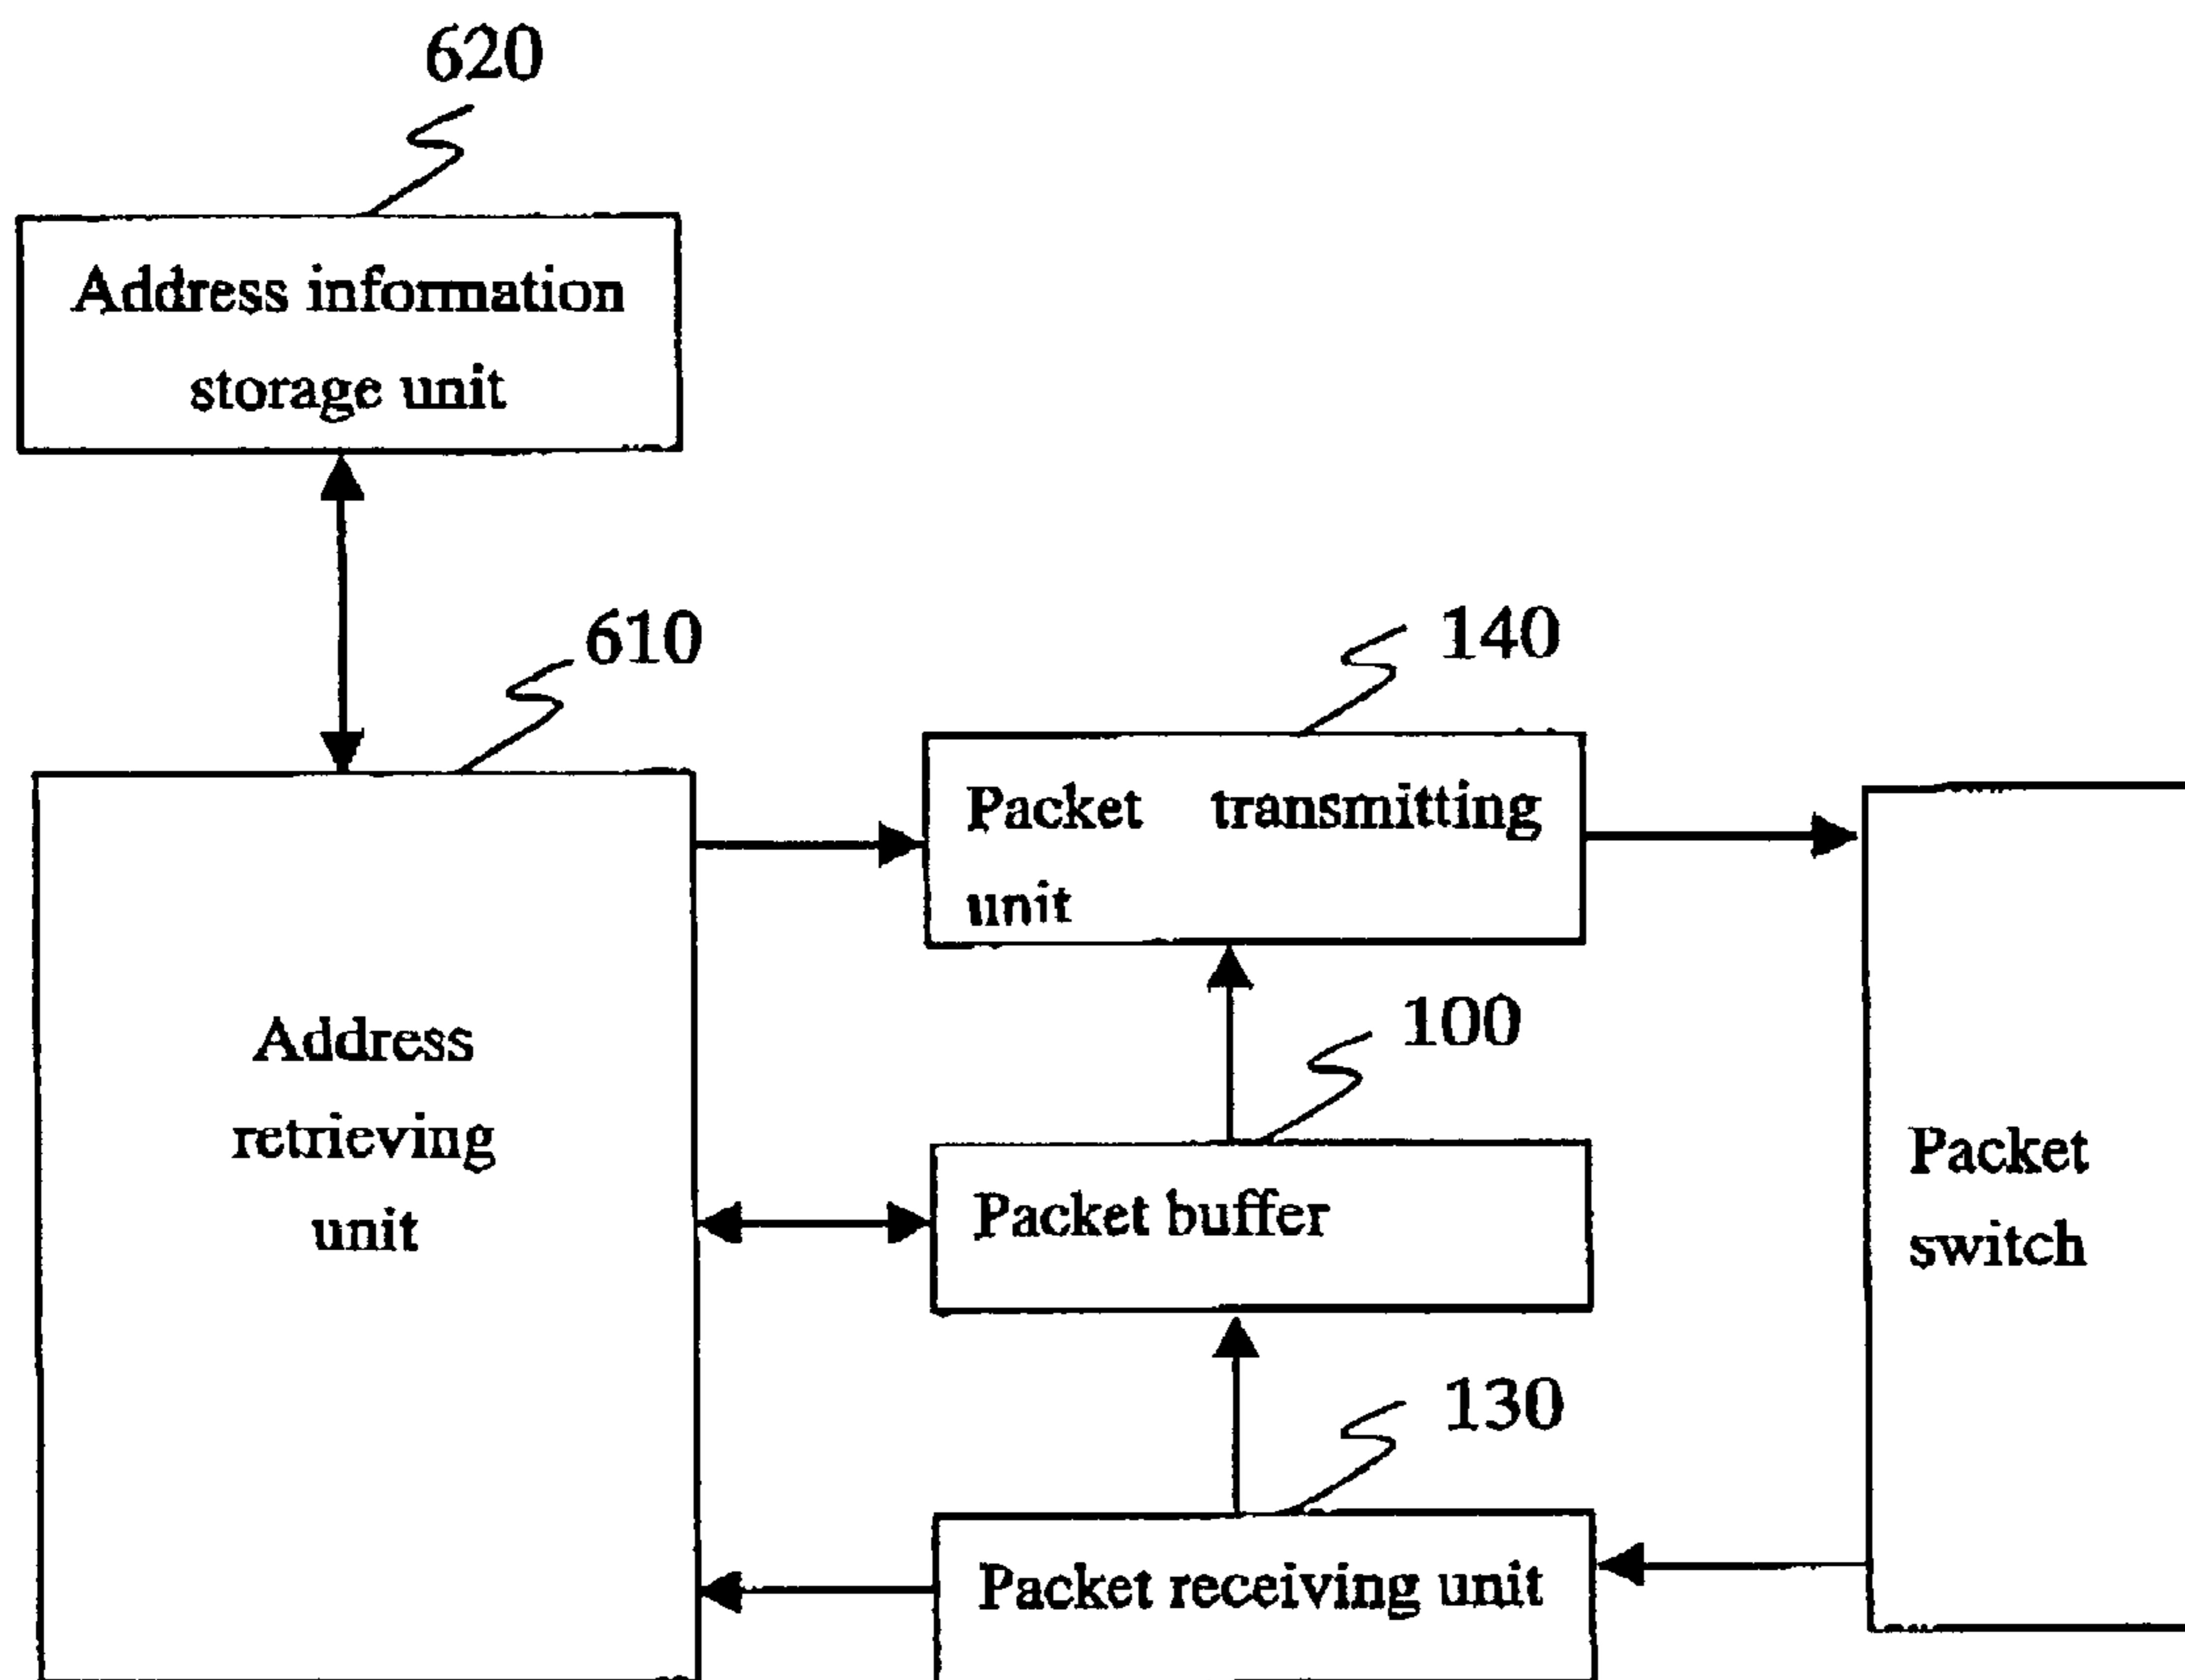 620
Address information
storage unit
610
140
Packet transmitting
unit
100
Address
retrieving
unit
Packet buffer
Packet
switch
130
Packet receiving unit